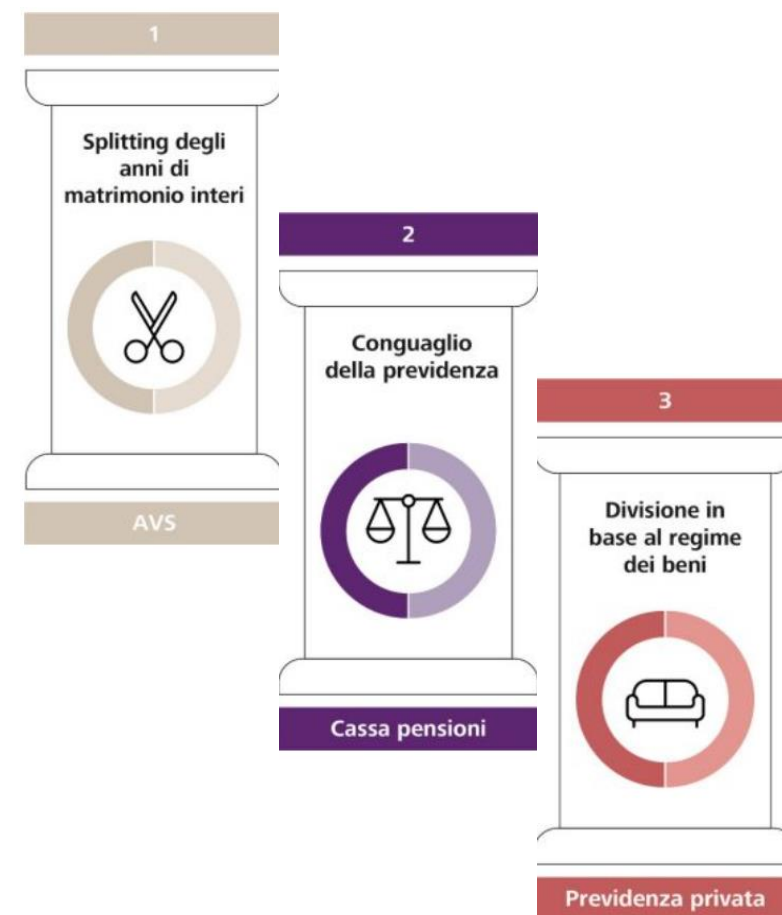 1
Splitting degli
anni di
matrimonio interi
AVS
2
Conguaglio
della previdenza
Cassa pensioni
3
Divisione in
base al regime
dei beni
Previdenza privata